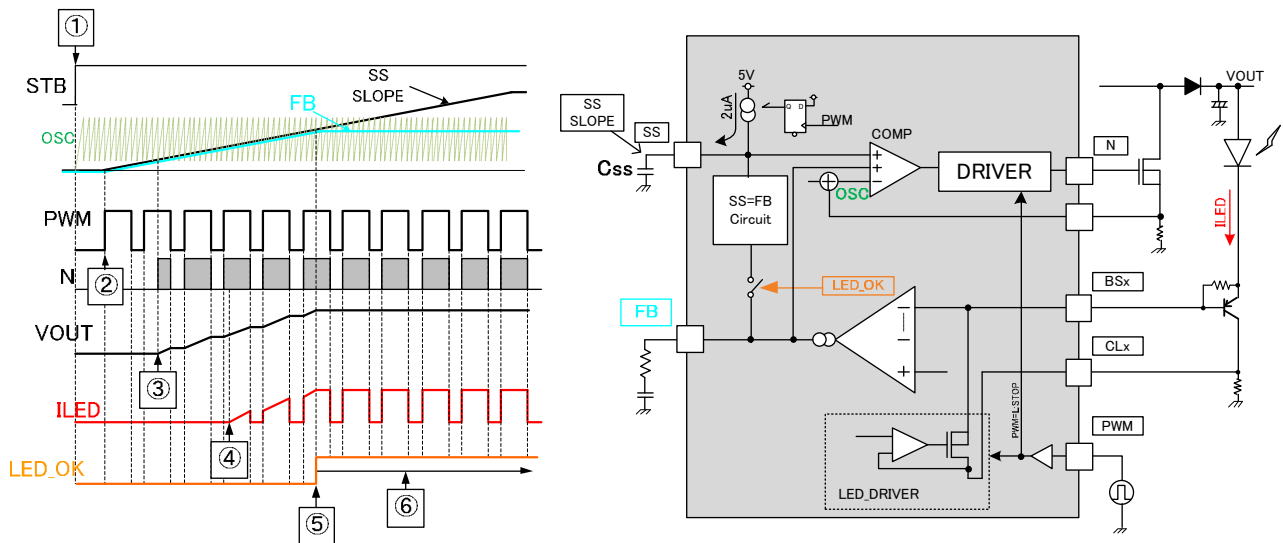 ①
STB
SS
SLOPE
FB
OSC
PWM
②
N
VOUT
③
ILED
④
LED_OK
⑤
⑥
5V
2uA
Q D
PWM
SS
SLOPE
SS
Css
COMP
DRIVER
OSC
SS=FB
Circuit
LED_OK
FB
N
VOUT
ILED
BSx
CLx
PWM=L:STOP
PWM
LED_DRIVER